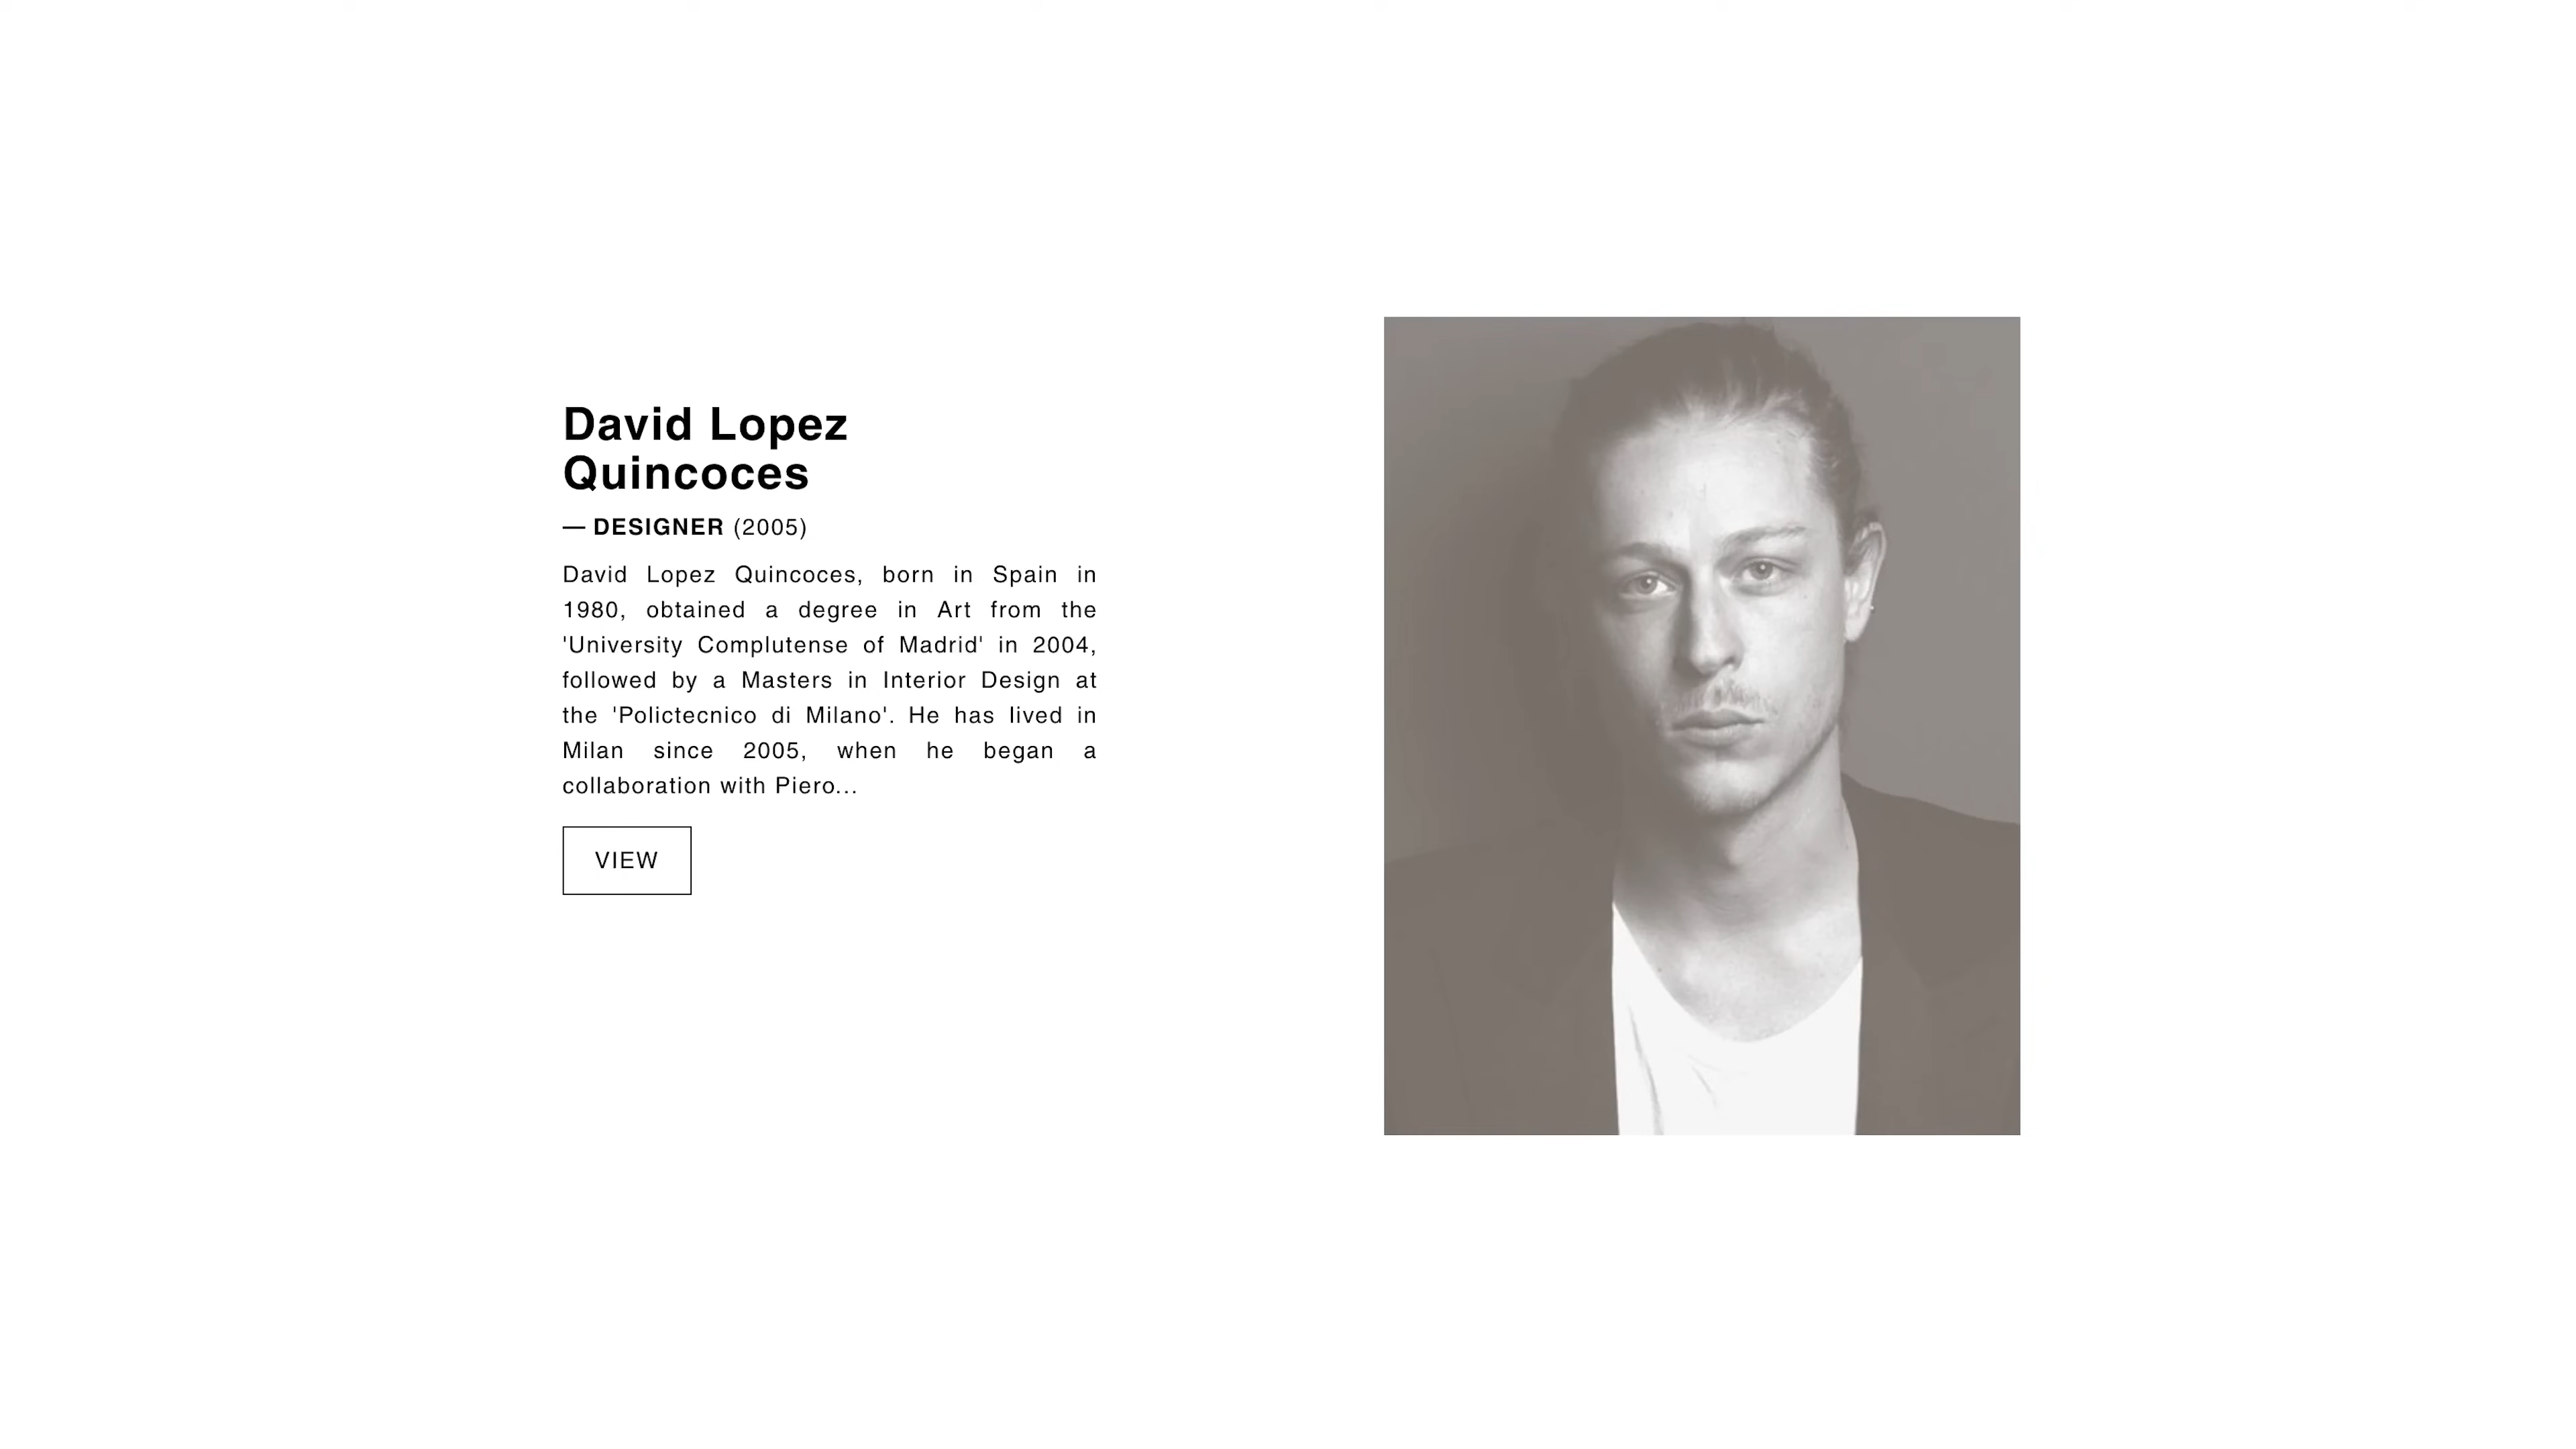 David Lopez
Quincoces
— DESIGNER (2005)
David Lopez Quincoces, born in Spain in
1980, obtained a degree in Art from the
'University Complutense of Madrid' in 2004,
followed by a Masters in Interior Design at
the 'Polictecnico di Milano'. He has lived in
Milan since 2005, when he began a
collaboration with Piero...
VIEW